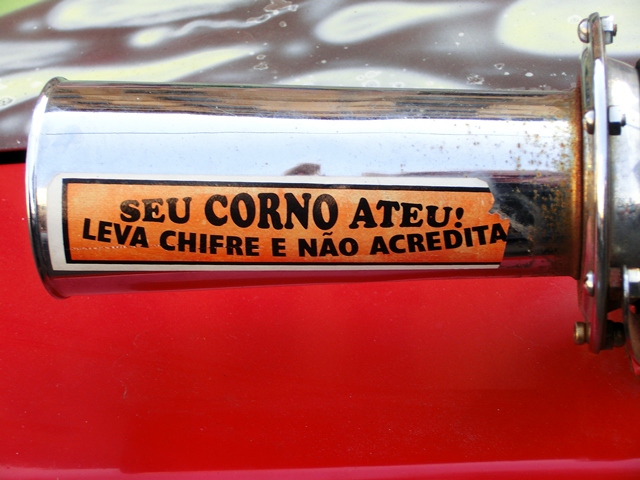 SEU CORNO ATEU!
LEVA CHIFRE E NÃO ACREDITA